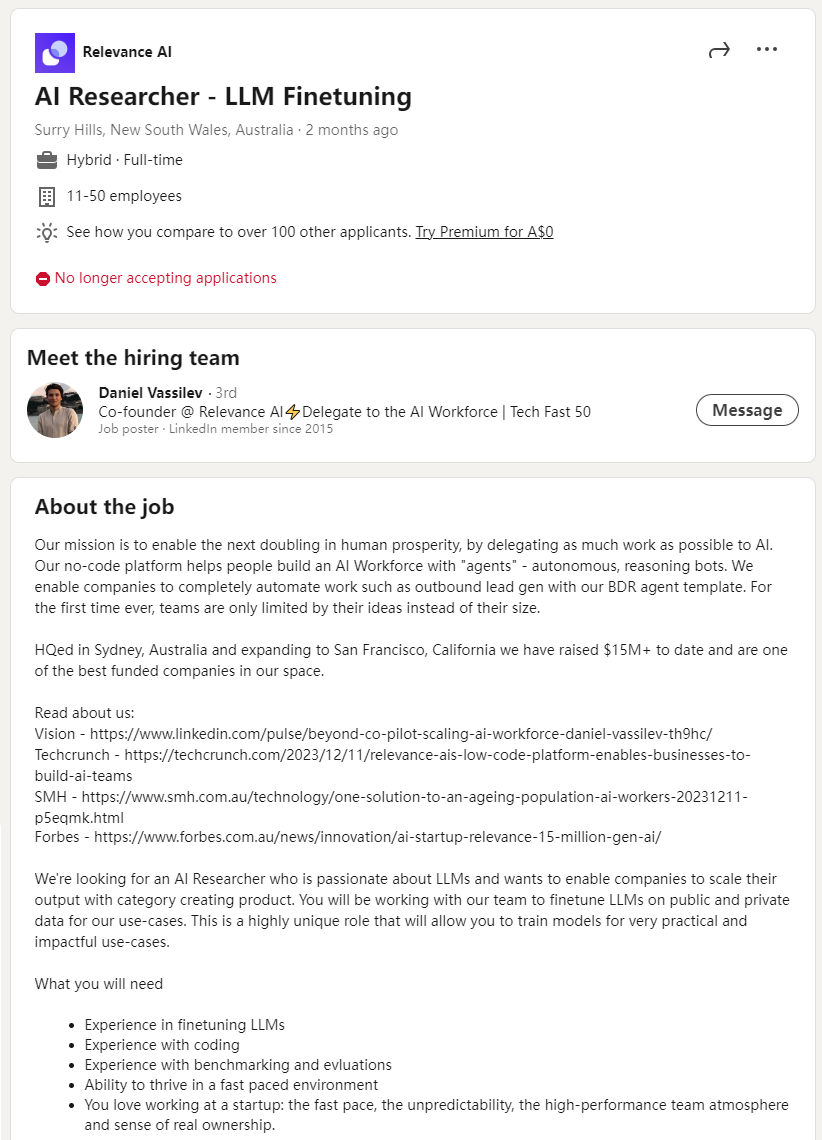 Relevance AI
AI Researcher - LLM Finetuning
Surry Hills, New South Wales, Australia · 2 months ago
Hybrid · Full-time
11-50 employees
See how you compare to over 100 other applicants. Try Premium for A$0
No longer accepting applications
Meet the hiring team
Daniel Vassilev · 3rd
Co-founder @ Relevance AI⚡Delegate to the AI Workforce | Tech Fast 50
Job poster · LinkedIn member since 2015
Message
About the job
Our mission is to enable the next doubling in human prosperity, by delegating as much work as possible to AI.
Our no-code platform helps people build an AI Workforce with "agents" - autonomous, reasoning bots. We
enable companies to completely automate work such as outbound lead gen with our BDR agent template. For
the first time ever, teams are only limited by their ideas instead of their size.
HQed in Sydney, Australia and expanding to San Francisco, California we have raised $15M+ to date and are one
of the best funded companies in our space.
Read about us:
Vision - https://www.linkedin.com/pulse/beyond-co-pilot-scaling-ai-workforce-daniel-vassilev-th9hc/
Techcrunch - https://techcrunch.com/2023/12/11/relevance-ais-low-code-platform-enables-businesses-to-
build-ai-teams
SMH - https://www.smh.com.au/technology/one-solution-to-an-ageing-population-ai-workers-20231211-
p5eqmk.html
Forbes - https://www.forbes.com.au/news/innovation/ai-startup-relevance-15-million-gen-ai/
We're looking for an AI Researcher who is passionate about LLMs and wants to enable companies to scale their
output with category creating product. You will be working with our team to finetune LLMs on public and private
data for our use-cases. This is a highly unique role that will allow you to train models for very practical and
impactful use-cases.
What you will need
• Experience in finetuning LLMs
• Experience with coding
• Experience with benchmarking and evluations
• Ability to thrive in a fast paced environment
• You love working at a startup: the fast pace, the unpredictability, the high-performance team atmosphere
and sense of real ownership.